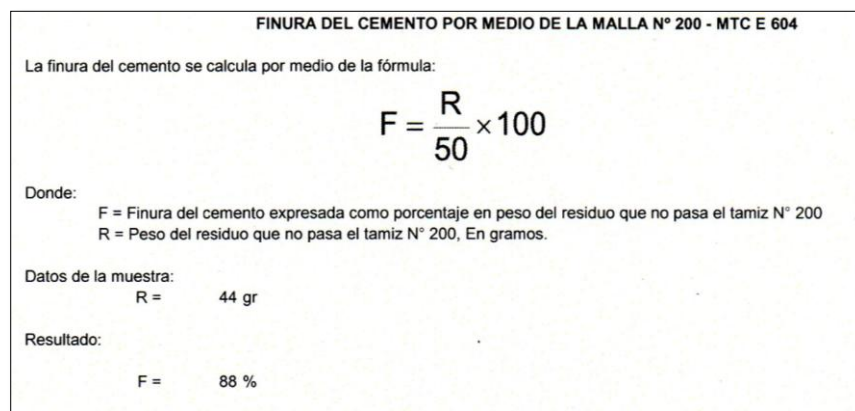 FINURA DEL CEMENTO POR MEDIO DE LA MALLA Nº 200 - MTC E 604
La finura del cemento se calcula por medio de la fórmula:
F = R/50 × 100
Donde:
F = Finura del cemento expresada como porcentaje en peso del residuo que no pasa el tamiz N° 200
R = Peso del residuo que no pasa el tamiz N° 200, En gramos.
Datos de la muestra:
R = 44 gr
Resultado:
F = 88 %